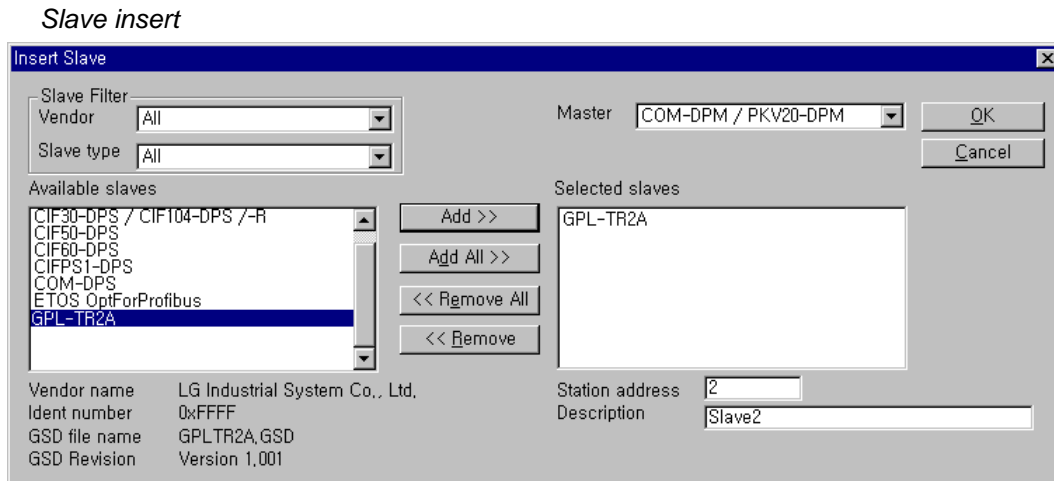 Slave insert
Insert Slave
Slave Filter
Vendor All
Slave type All
Master COM-DPM / PKV20-DPM
OK
Cancel
Available slaves
CIF30-DPS / CIF104-DPS /-R
CIF50-DPS
CIF60-DPS
CIFPS1-DPS
COM-DPS
ETOS OptForProfibus
GPL-TR2A
Add >>
Add All >>
<< Remove All
<< Remove
Selected slaves
GPL-TR2A
Vendor name LG Industrial System Co,, Ltd,
Ident number 0xFFFF
GSD file name GPLTR2A,GSD
GSD Revision Version 1,001
Station address 2
Description Slave2